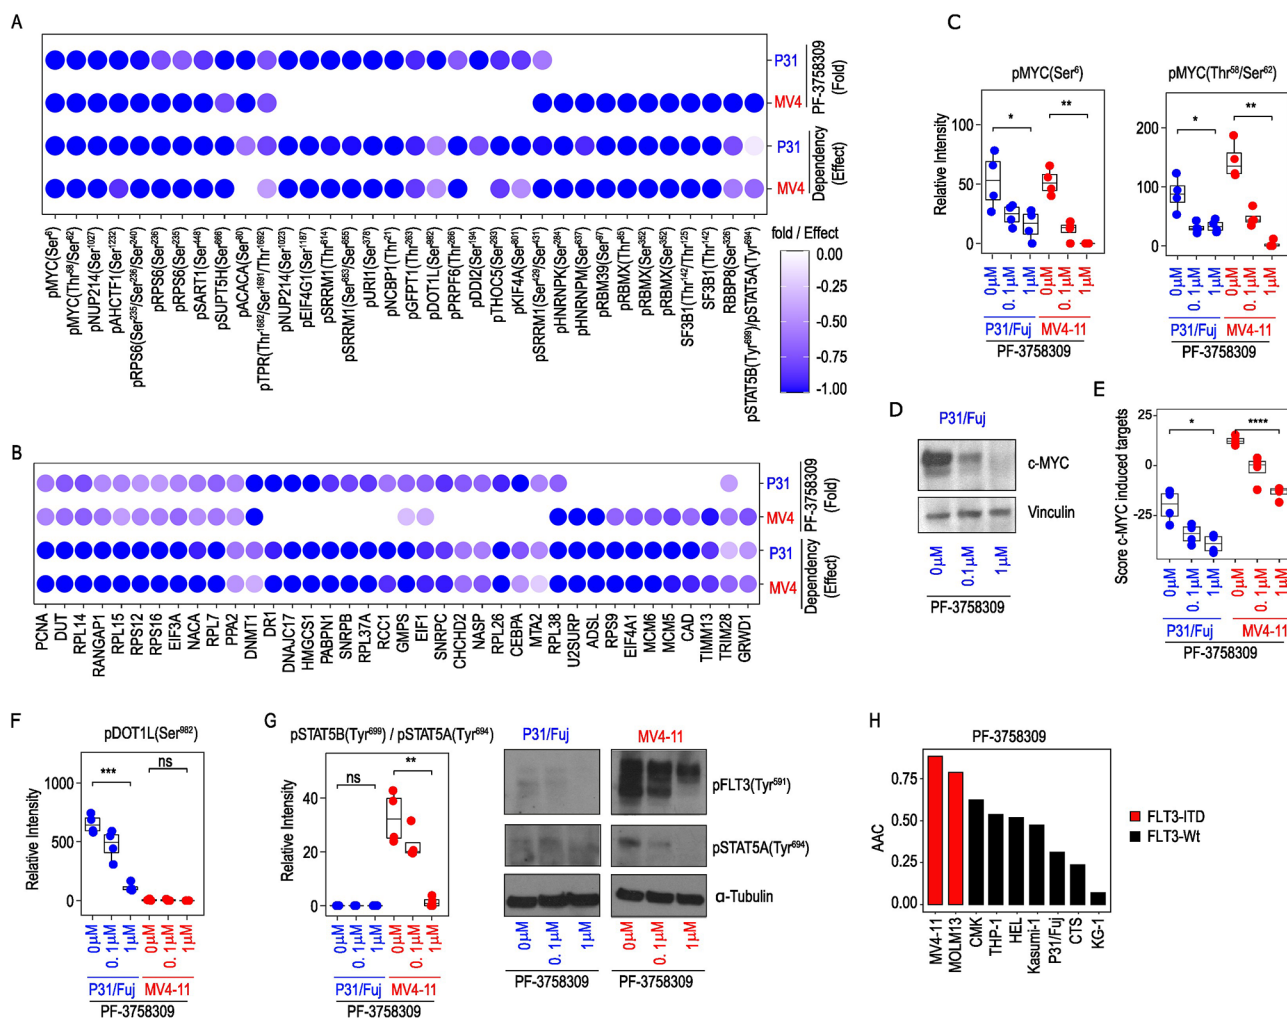 A
P31
MV4
P31
MV4
PF-3758309
(Fold)
Dependency
(Effect)
pMYC(Ser⁶)
pMYC(Thr⁵⁸/Ser⁶²)
pNUP214(Ser¹⁰²⁷)
pAHCTF1(Ser¹²³²)
pRPS6(Ser²³⁵/Ser²³⁶/Ser²⁴⁰)
pRPS6(Ser²³⁶)
pRPS6(Ser²³⁵)
pSART1(Ser⁴⁴⁸)
pSUPT5H(Ser⁶⁶⁶)
pACACA(Ser⁸⁰)
pTPR(Thr¹⁶⁸²/Ser¹⁶⁹¹/Thr¹⁶⁹²)
pNUP214(Ser¹⁰²³)
pEIF4G1(Ser¹¹⁸⁷)
pSRRM1(Thr⁶¹⁴)
pSRRM1(Ser⁶⁵³/Ser⁶⁵⁵)
pURI1(Ser³⁷⁸)
pNCBP1(Thr²¹)
pGFPT1(Ser²⁶³)
pDOT1L(Ser⁹⁸²)
pPRPF6(Thr²⁶⁶)
pDDI2(Ser¹⁹⁴)
pTHOC5(Ser²⁹³)
pKIF4A(Ser⁸⁰¹)
pSRRM1(Ser⁴²⁹/Ser⁴³¹)
pHNRNPK(Ser²⁸⁴)
pHNRNPM(Ser⁶³⁷)
pRBM39(Ser⁹⁷)
pRBMX(Thr⁸⁵)
pRBMX(Ser³⁵²)
pRBMX(Ser³⁵²)
SF3B1(Thr¹⁴²/Thr¹²⁵)
SF3B1(Thr¹⁴²)
RBBP8(Ser³²⁶)
pSTAT5B(Tyr⁶⁹⁹)/pSTAT5A(Tyr⁶⁹⁴)
fold / Effect
0.00
-0.25
-0.50
-0.75
-1.00
B
P31
MV4
P31
MV4
PF-3758309
(Fold)
Dependency
(Effect)
PCNA
DUT
RPL14
RANGAP1
RPL15
RPS12
RPS16
EIF3A
NACA
RPL7
PPA2
DNMT1
DR1
DNAJC17
HMGCS1
PABPN1
SNRPB
RPL37A
RCC1
GMPS
EIF1
SNRPC
CHCHD2
NASP
RPL26
CEBPA
MTA2
RPL38
U2SURP
ADSL
RPS9
EIF4A1
MCM6
MCM5
CAD
TIMM13
TRIM28
GRWD1
C
pMYC(Ser⁶)
Relative Intensity
100
50
0
*
**
0µM
0. 1µM
1µM
0µM
0. 1µM
1µM
P31/Fuj
MV4-11
PF-3758309
pMYC(Thr⁵⁸/Ser⁶²)
200
100
0
*
**
0µM
0. 1µM
1µM
0µM
0. 1µM
1µM
P31/Fuj
MV4-11
PF-3758309
D
P31/Fuj
c-MYC
Vinculin
0µM
0.1µM
1µM
PF-3758309
E
Score c-MYC induced targets
25
0
-25
*
****
0µM
0. 1µM
1µM
0µM
0. 1µM
1µM
P31/Fuj
MV4-11
PF-3758309
F
pDOT1L(Ser⁹⁸²)
Relative Intensity
1000
500
0
***
ns
0µM
0. 1µM
1µM
0µM
0. 1µM
1µM
P31/Fuj
MV4-11
PF-3758309
G
pSTAT5B(Tyr⁶⁹⁹) / pSTAT5A(Tyr⁶⁹⁴)
Relative Intensity
40
20
0
ns
**
0µM
0. 1µM
1µM
0µM
0. 1µM
1µM
P31/Fuj
MV4-11
PF-3758309
P31/Fuj
MV4-11
pFLT3(Tyr⁵⁹¹)
pSTAT5A(Tyr⁶⁹⁴)
α-Tubulin
0µM
0. 1µM
1µM
0µM
0. 1µM
1µM
PF-3758309
PF-3758309
H
PF-3758309
AAC
0.75
0.50
0.25
0.00
MV4-11
MOLM13
CMK
THP-1
HEL
Kasumi-1
P31/Fuj
CTS
KG-1
FLT3-ITD
FLT3-Wt